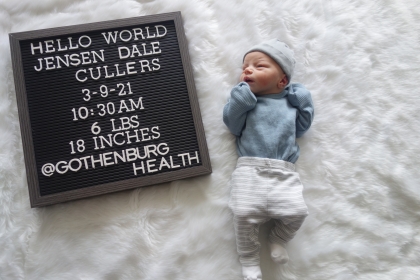 HELLO WORLD
JENSEN DALE
CULLERS
3-9-21
10:30 AM
6 LBS
18 INCHES
@GOTHENBURG
HEALTH